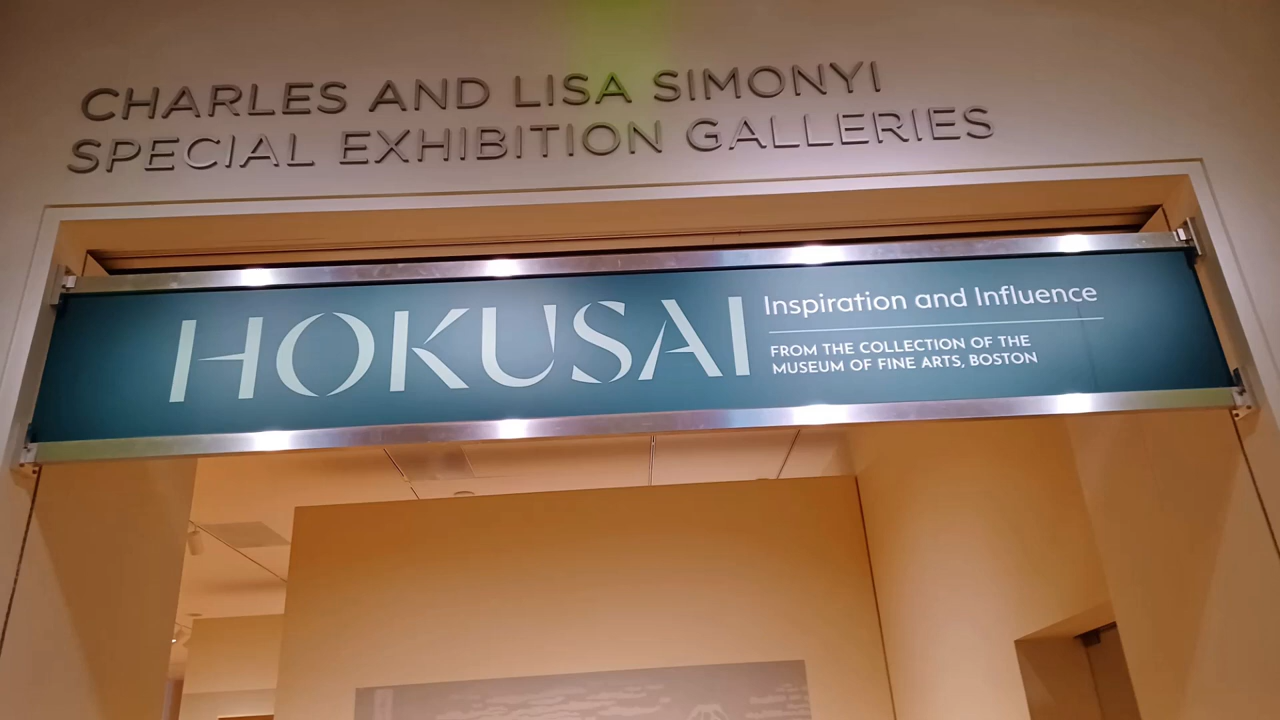 CHARLES AND LISA SIMONYI
SPECIAL EXHIBITION GALLERIES
HOKUSAI
Inspiration and Influence
FROM THE COLLECTION OF THE
MUSEUM OF FINE ARTS, BOSTON